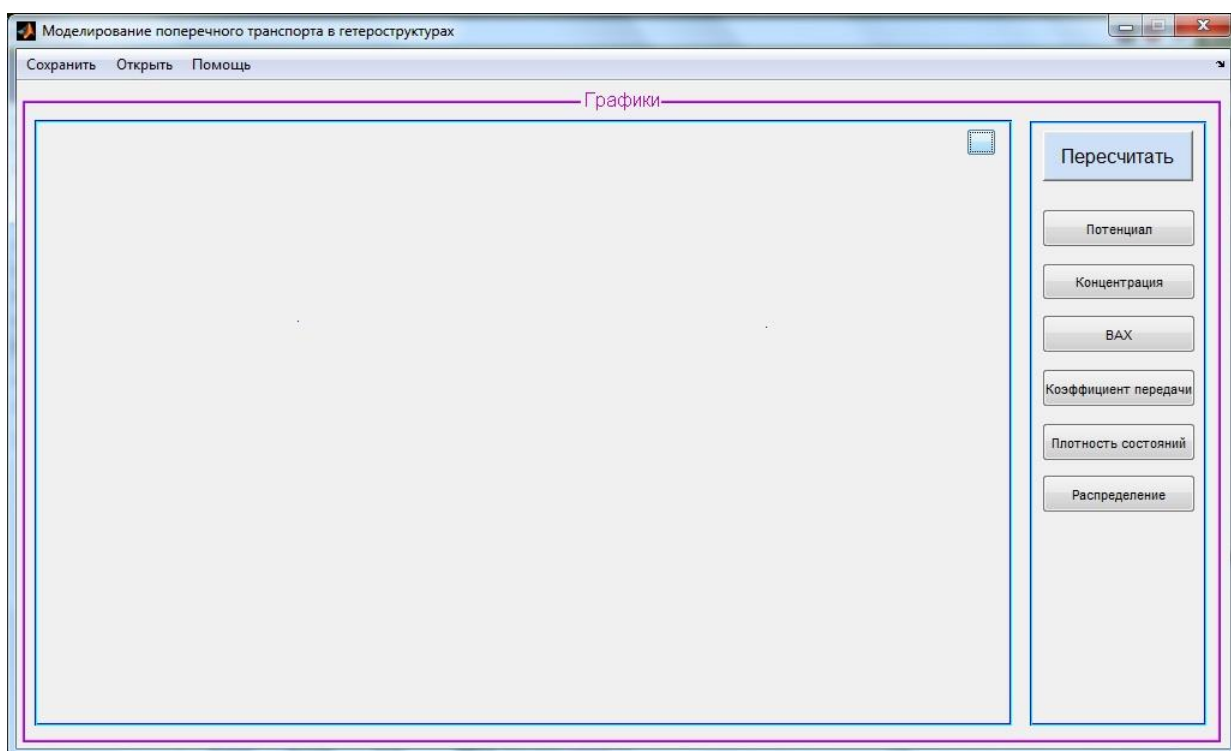 Моделирование поперечного транспорта в гетероструктурах
Сохранить Открыть Помощь
Графики
Пересчитать
Потенциал
Концентрация
ВАХ
Коэффициент передачи
Плотность состояний
Распределение